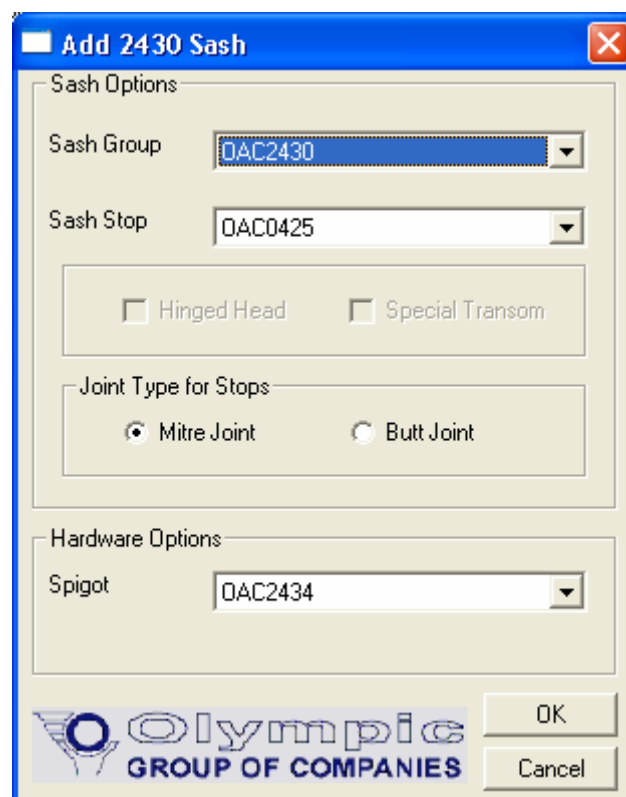 Add 2430 Sash
Sash Options
Sash Group OAC2430
Sash Stop OAC0425
Hinged Head Special Transom
Joint Type for Stops
Mitre Joint Butt Joint
Hardware Options
Spigot OAC2434
Olympic
GROUP OF COMPANIES
OK
Cancel